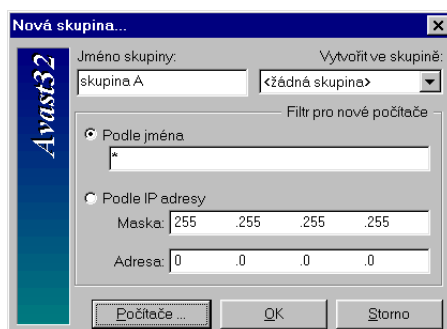 Nová skupina...
Avast32
Jméno skupiny:
Vytvořit ve skupině:
skupina A
<žádná skupina>
Filtr pro nové počítače
Podle jména
*
Podle IP adresy
Maska: 255 .255 .255 .255
Adresa: 0 .0 .0 .0
Počítače ...
OK
Storno